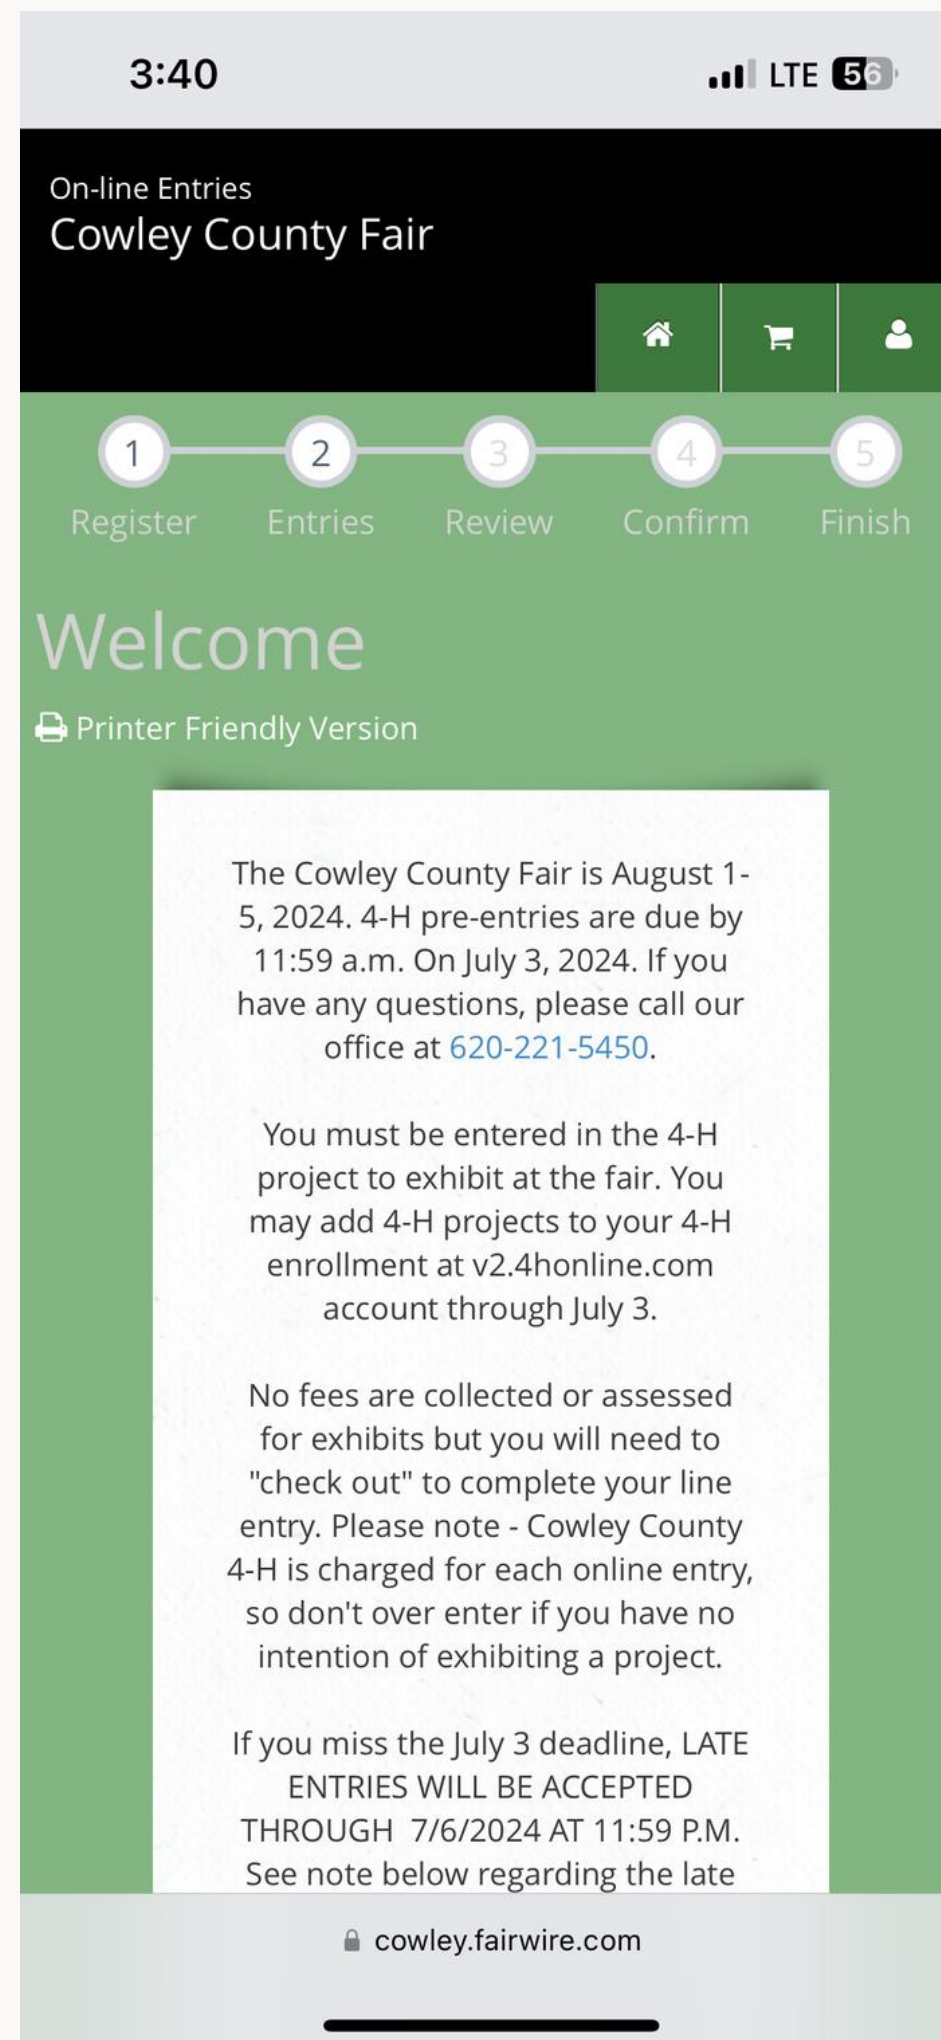 3:40
LTE 56
On-line Entries
Cowley County Fair
1
2
3
4
5
Register
Entries
Review
Confirm
Finish
Welcome
Printer Friendly Version
The Cowley County Fair is August 1-
5, 2024. 4-H pre-entries are due by
11:59 a.m. On July 3, 2024. If you
have any questions, please call our
office at 620-221-5450.
You must be entered in the 4-H
project to exhibit at the fair. You
may add 4-H projects to your 4-H
enrollment at v2.4honline.com
account through July 3.
No fees are collected or assessed
for exhibits but you will need to
"check out" to complete your line
entry. Please note - Cowley County
4-H is charged for each online entry,
so don't over enter if you have no
intention of exhibiting a project.
If you miss the July 3 deadline, LATE
ENTRIES WILL BE ACCEPTED
THROUGH 7/6/2024 AT 11:59 P.M.
See note below regarding the late
cowley.fairwire.com